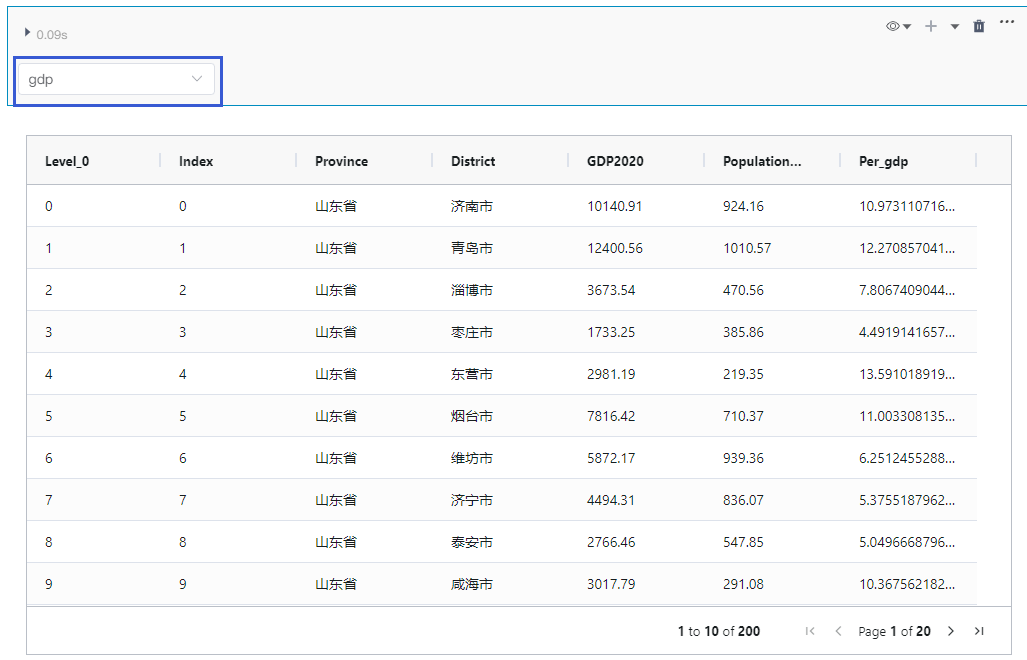 0.09s
gdp
Level_0 Index Province District GDP2020 Population... Per_gdp
0 0 山东省 济南市 10140.91 924.16 10.973110716...
1 1 山东省 青岛市 12400.56 1010.57 12.270857041...
2 2 山东省 淄博市 3673.54 470.56 7.8067409044...
3 3 山东省 枣庄市 1733.25 385.86 4.4919141657...
4 4 山东省 东营市 2981.19 219.35 13.591018919...
5 5 山东省 烟台市 7816.42 710.37 11.003308135...
6 6 山东省 维坊市 5872.17 939.36 6.2512455288...
7 7 山东省 济宁市 4494.31 836.07 5.3755187962...
8 8 山东省 泰安市 2766.46 547.85 5.0496668796...
9 9 山东省 咸海市 3017.79 291.08 10.367562182...
1 to 10 of 200 Page 1 of 20